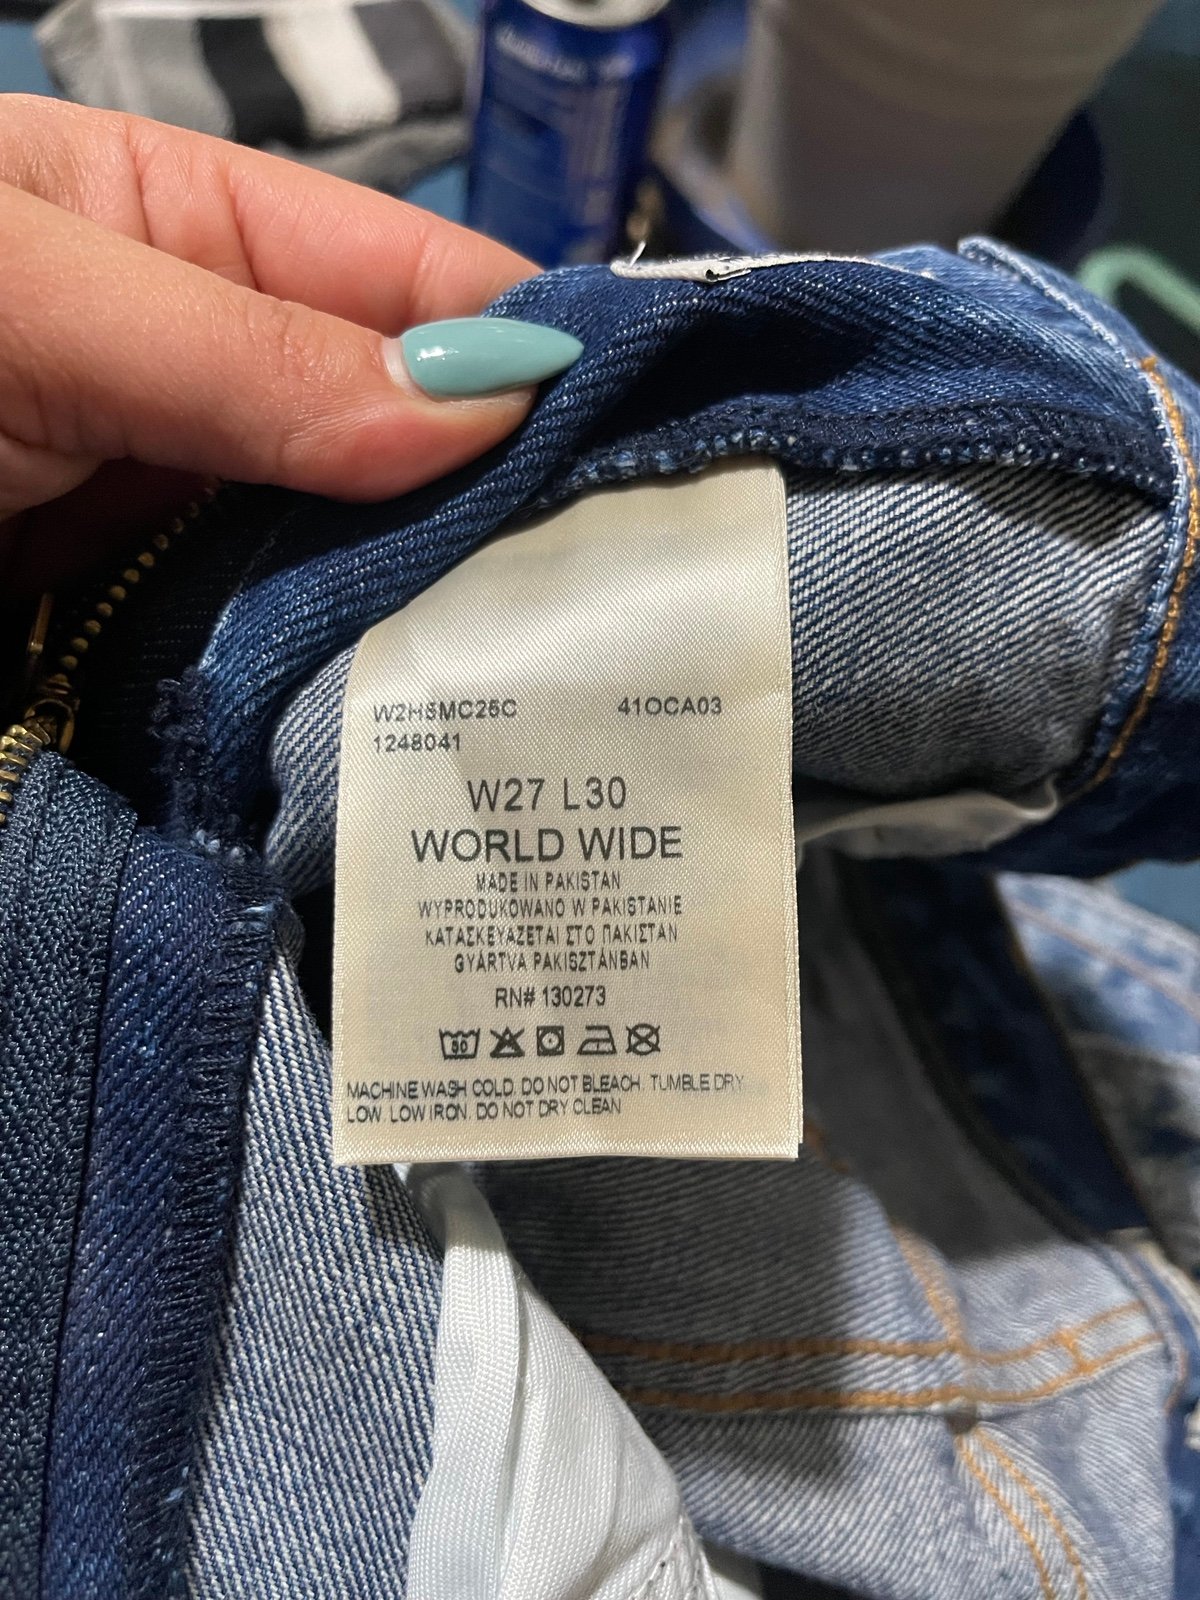 W2HSMC25C 41OCA03
1248041
W27 L30
WORLD WIDE
MADE IN PAKISTAN
WYPRODUKOWANO W PAKISTANIE
ΚΑΤΑΣΚΕΥΑΖΕΤΑΙ ΣΤΟ ΠΑΚΙΣΤΑΝ
GYÁRTVA PAKISZTÁNBAN
RN# 130273
30
MACHINE WASH COLD. DO NOT BLEACH. TUMBLE DRY
LOW. LOW IRON. DO NOT DRY CLEAN